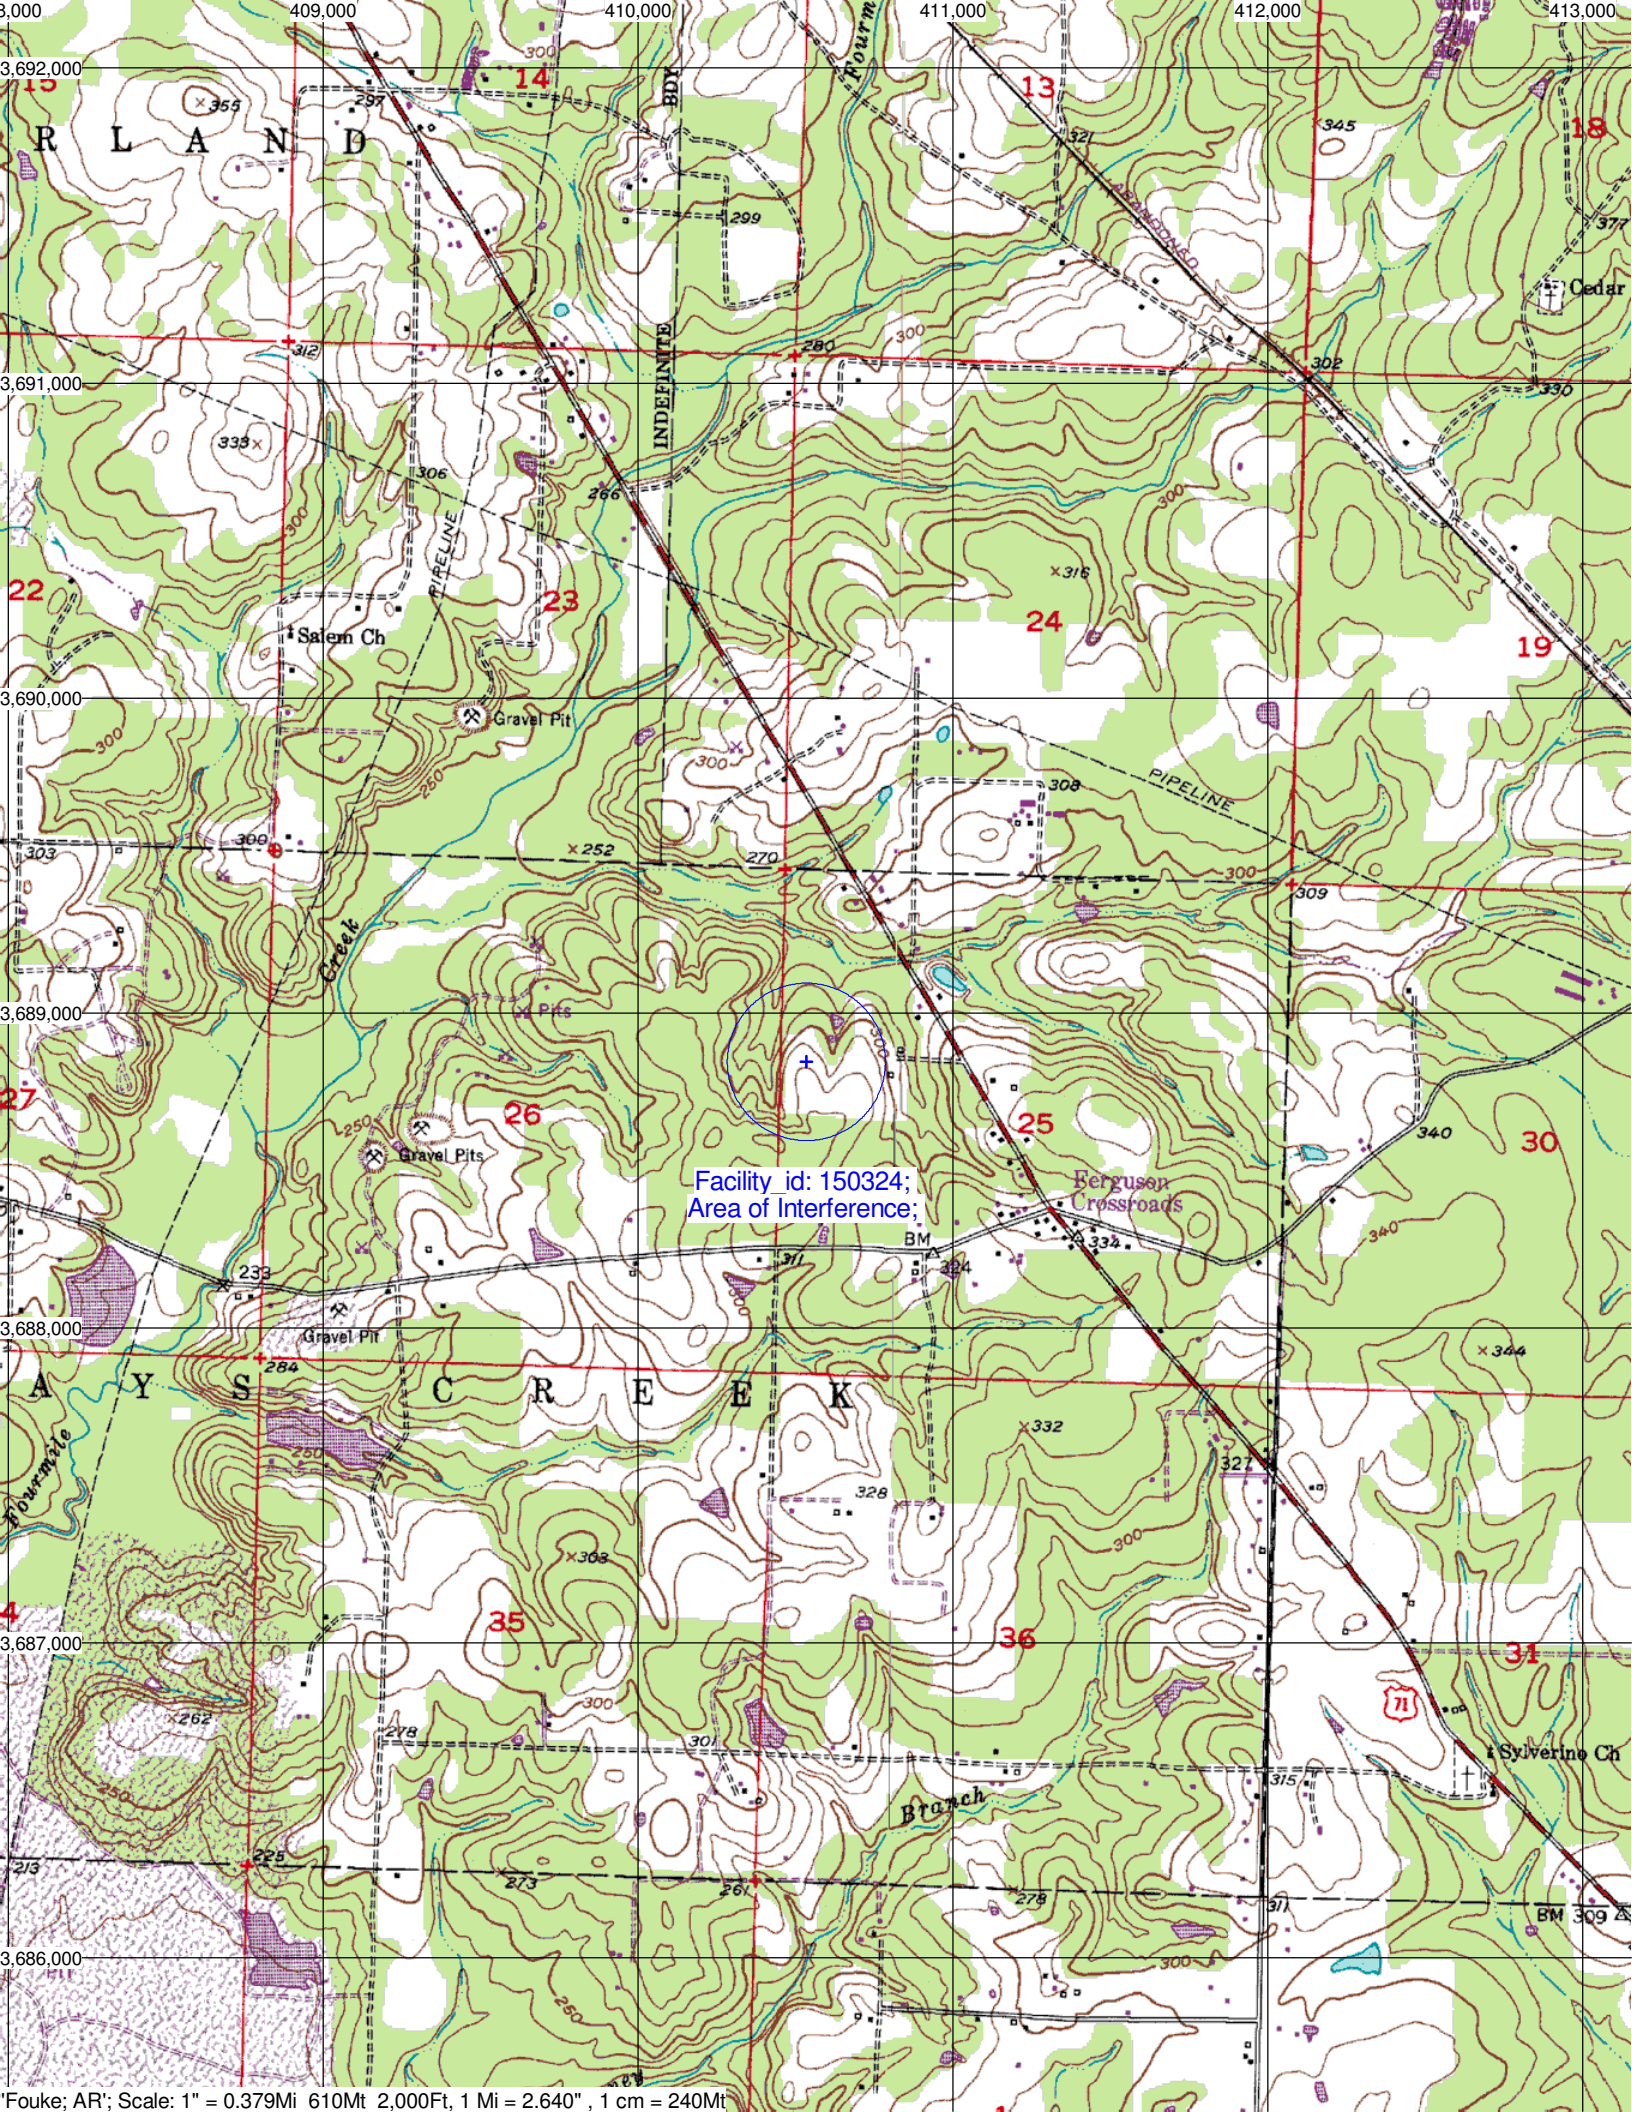 8,000 409,000 410,000 411,000 412,000 413,000
3,692,000
15 14 13 18
300
297
355
321
345
377
R L A N D
BDY
Fourm
ABANDONED
299
Cedar
312
280
300
302
3,691,000
330
INDEFINITE
333
306
266
300
300
PIPELINE
316
22 23 24 19
Salem Ch
3,690,000
Gravel Pit
300
300
250
308
PIPELINE
303
300
252
270
300
309
Creek
3,689,000
Pits
300
27 26 25 30
250
Gravel Pits
340
Facility_id: 150324;
Area of Interference;
Ferguson
Crossroads
BM
324
334
340
311
233
300
3,688,000
Gravel Pit
284
344
A Y S C R E E K
332
250
Fourmile
327
328
300
303
4 35 36 31
3,687,000
262
300
71
278
301
Sylverino Ch
315
250
Branch
213
225
273
261
278
311
BM 309
3,686,000
300
250
'Fouke; AR'; Scale: 1" = 0.379Mi 610Mt 2,000Ft, 1 Mi = 2.640" , 1 cm = 240Mt